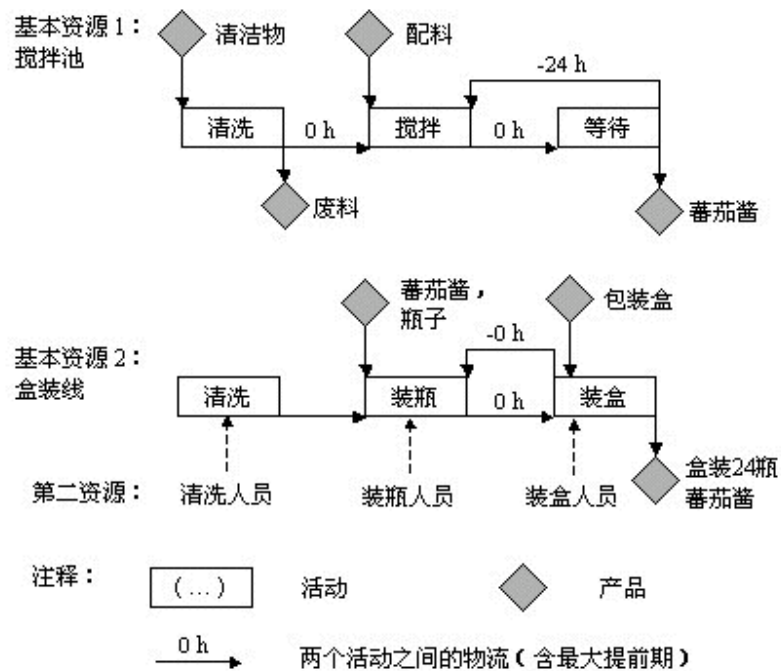 基本资源 1：
搅拌池
清洁物
配料
-24 h
清洗
0 h
搅拌
0 h
等待
废料
蕃茄酱
蕃茄酱，
瓶子
包装盒
-0 h
基本资源 2：
盒装线
清洗
装瓶
0 h
装盒
第二资源：
清洗人员
装瓶人员
装盒人员
盒装24瓶
蕃茄酱
注释：
(…)
活动
产品
0 h
两个活动之间的物流（含最大提前期）